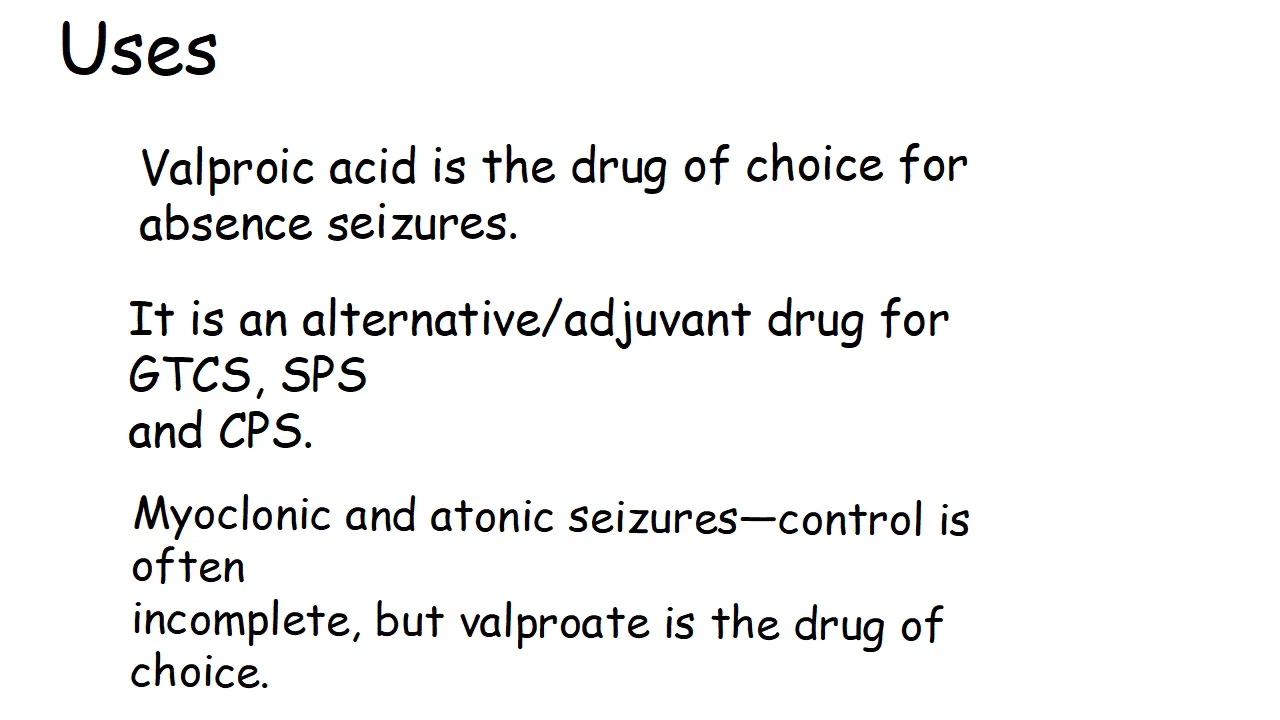 Uses
Valproic acid is the drug of choice for
absence seizures.
It is an alternative/adjuvant drug for
GTCS, SPS
and CPS.
Myoclonic and atonic seizures—control is
often
incomplete, but valproate is the drug of
choice.